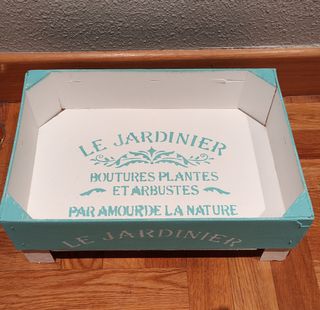 LE JARDINIER
BOUTURES PLANTES
ET ARBUSTES
PAR AMOUR DE LA NATURE
LE JARDINIER